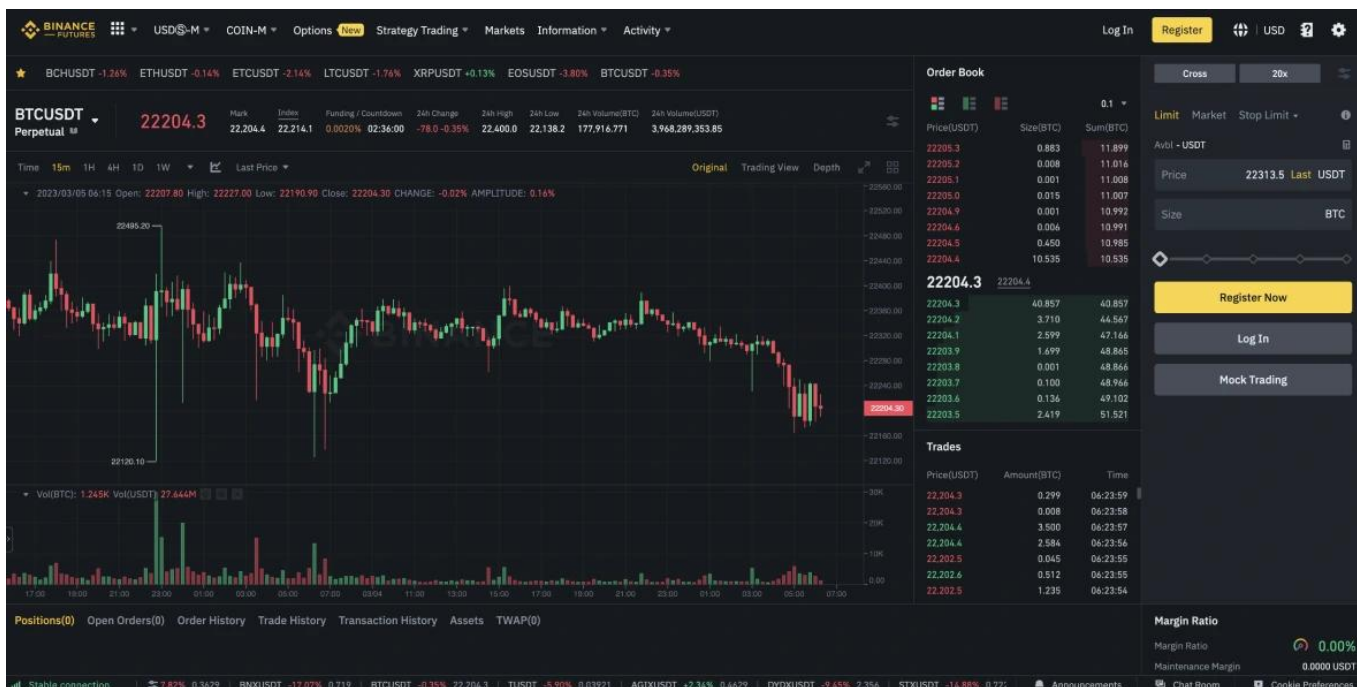 BINANCE FUTURES USDⓈ-M COIN-M Options New Strategy Trading Markets Information Activity Log In Register USD
BCHUSDT -1.26% ETHUSDT -0.14% ETCUSDT -2.14% LTCUSDT -1.76% XRPUSDT +0.13% EOSUSDT -3.80% BTCUSDT -0.35%
BTCUSDT
Perpetual
22204.3
Mark Index Funding / Countdown 24h Change 24h High 24h Low 24h Volume(BTC) 24h Volume(USDT)
22,204.4 22,214.1 0.0020% 02:36:00 -78.0 -0.35% 22,400.0 22,138.2 177,916.771 3,968,289,353.85
Time 15m 1H 4H 1D 1W Last Price Original Trading View Depth
2023/03/05 06:15 Open: 22207.80 High: 22227.00 Low: 22190.90 Close: 22204.30 CHANGE: -0.02% AMPLITUDE: 0.16%
22495.20
22120.10
BINANCE
22560.00
22520.00
22480.00
22440.00
22400.00
22360.00
22320.00
22280.00
22240.00
22204.30
22160.00
22120.00
Vol(BTC): 1.245K Vol(USDT) 27.644M
30K
20K
10K
0.00
17:00 19:00 21:00 23:00 01:00 03:00 05:00 07:00 03/04 11:00 13:00 15:00 17:00 19:00 21:00 23:00 01:00 03:00 05:00 07:00
Order Book
0.1
Price(USDT) Size(BTC) Sum(BTC)
22205.3 0.883 11.899
22205.2 0.008 11.016
22205.1 0.001 11.008
22205.0 0.015 11.007
22204.9 0.001 10.992
22204.6 0.006 10.991
22204.5 0.450 10.985
22204.4 10.535 10.535
22204.3 22204.4
22204.3 40.857 40.857
22204.2 3.710 44.567
22204.1 2.599 47.166
22203.9 1.699 48.865
22203.8 0.001 48.866
22203.7 0.100 48.966
22203.6 0.136 49.102
22203.5 2.419 51.521
Trades
Price(USDT) Amount(BTC) Time
22,204.3 0.299 06:23:59
22,204.3 0.008 06:23:58
22,204.4 3.500 06:23:57
22,204.4 2.584 06:23:56
22,202.5 0.045 06:23:55
22,202.6 0.512 06:23:55
22,202.5 1.235 06:23:54
Cross 20x
Limit Market Stop Limit
Avbl - USDT
Price 22313.5 Last USDT
Size BTC
Register Now
Log In
Mock Trading
Positions(0) Open Orders(0) Order History Trade History Transaction History Assets TWAP(0)
Margin Ratio
Margin Ratio 0.00%
Maintenance Margin 0.0000 USDT
Stable connection 7.82% 0.3629 BNXUSDT -17.07% 0.719 BTCUSDT -0.35% 22,204.3 TUSDT -5.90% 0.03921 AGIXUSDT +2.34% 0.4629 DYDXUSDT -9.45% 2.356 STXUSDT -14.88% Announcements Chat Room Cookie Preferences